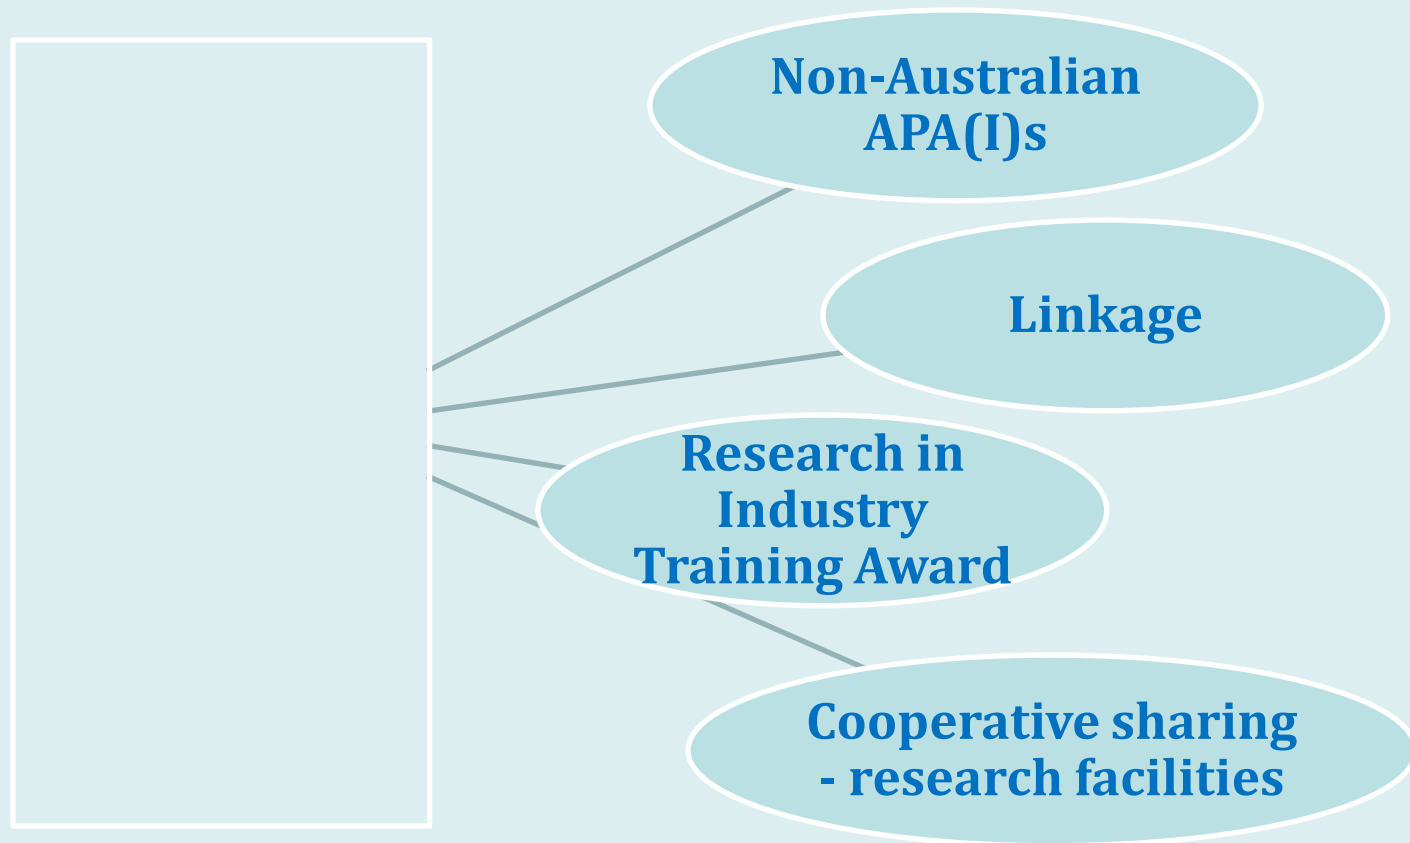 Non-Australian
APA(I)s
Linkage
Research in
Industry
Training Award
Cooperative sharing
- research facilities